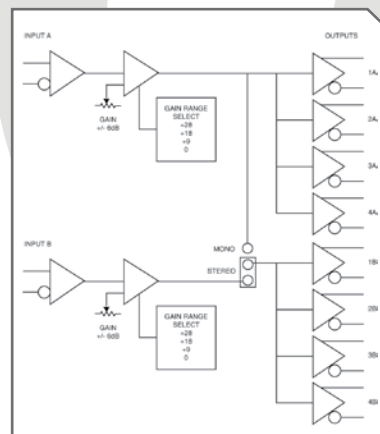 INPUT A
OUTPUTS
1A
GAIN
+/- 6dB
GAIN RANGE
SELECT
+28
+18
+9
0
2A
3A
4A
INPUT B
MONO
STEREO
1B
GAIN
+/- 6dB
GAIN RANGE
SELECT
+28
+18
+9
0
2B
3B
4B